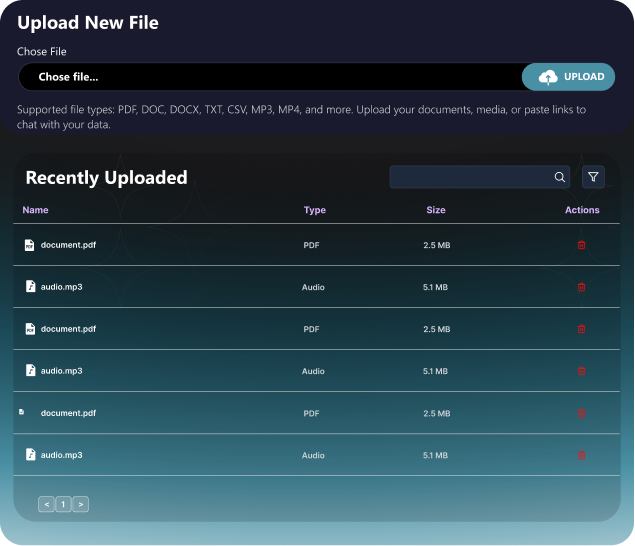 Upload New File
Chose File
Chose file... UPLOAD
Supported file types: PDF, DOC, DOCX, TXT, CSV, MP3, MP4, and more. Upload your documents, media, or paste links to
chat with your data.
Recently Uploaded
Name Type Size Actions
PDF document.pdf PDF 2.5 MB
audio.mp3 Audio 5.1 MB
PDF document.pdf PDF 2.5 MB
audio.mp3 Audio 5.1 MB
document.pdf PDF 2.5 MB
audio.mp3 Audio 5.1 MB
< 1 >